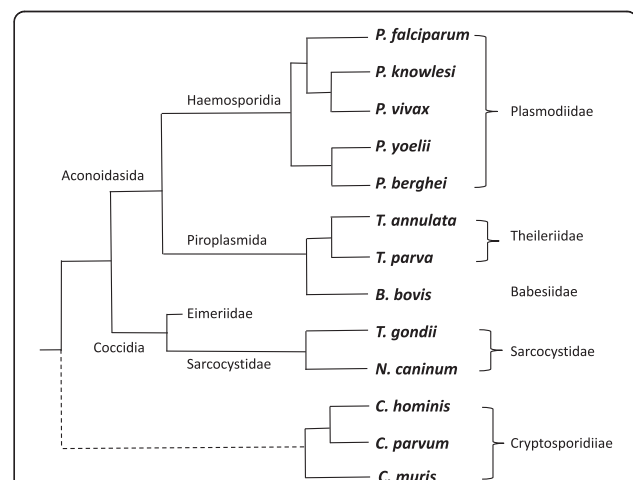 P. falciparum
P. knowlesi
Haemosporidia
P. vivax
Plasmodiidae
P. yoelii
Aconoidasida
P. berghei
T. annulata
Piroplasmida
Theileriidae
T. parva
B. bovis
Babesiidae
Eimeriidae
T. gondii
Coccidia
Sarcocystidae
Sarcocystidae
N. caninum
C. hominis
C. parvum
Cryptosporidiiae
C. muris